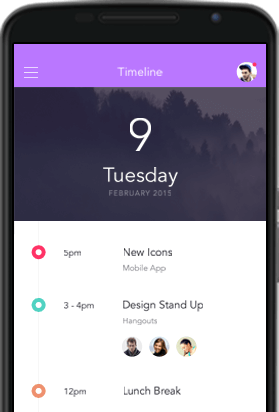 Timeline
9
Tuesday
FEBRUARY 2015
5pm New Icons
Mobile App
3 - 4pm Design Stand Up
Hangouts
12pm Lunch Break